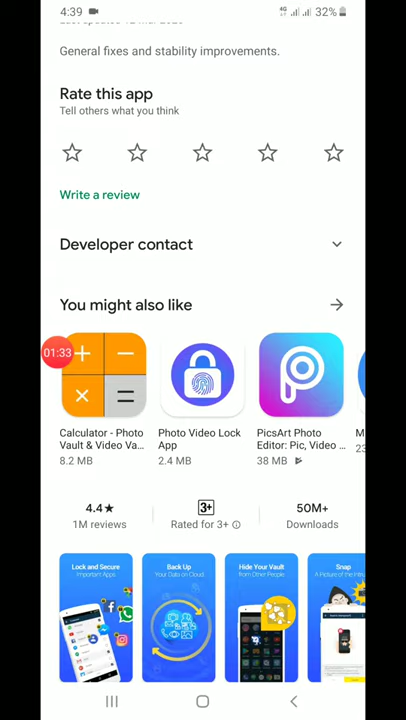 4:39
4G
32%
General fixes and stability improvements.
Rate this app
Tell others what you think
Write a review
Developer contact
You might also like
01:33
Calculator - Photo
Vault & Video Va...
8.2 MB
Photo Video Lock
App
2.4 MB
PicsArt Photo
Editor: Pic, Video ...
38 MB
M
23
4.4★
1M reviews
3+
Rated for 3+
50M+
Downloads
Lock and Secure
Important Apps
Back Up
Your Data on Cloud
Hide Your Vault
from Other People
Snap